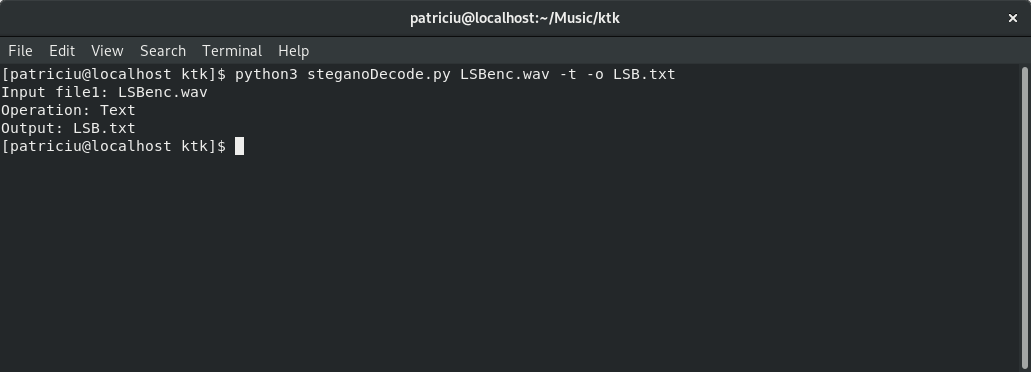 patriciu@localhost:~/Music/ktk
×
File Edit View Search Terminal Help
[patriciu@localhost ktk]$ python3 steganoDecode.py LSBenc.wav -t -o LSB.txt
Input file1: LSBenc.wav
Operation: Text
Output: LSB.txt
[patriciu@localhost ktk]$